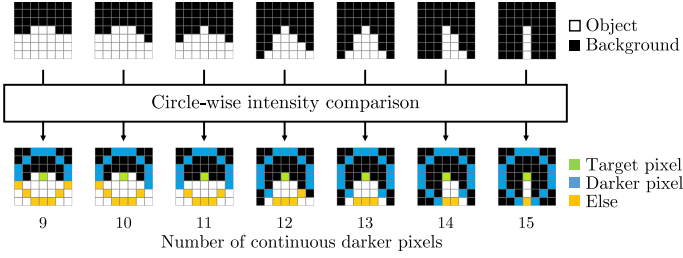 Object
Background
Circle-wise intensity comparison
Target pixel
Darker pixel
Else
9 10 11 12 13 14 15
Number of continuous darker pixels